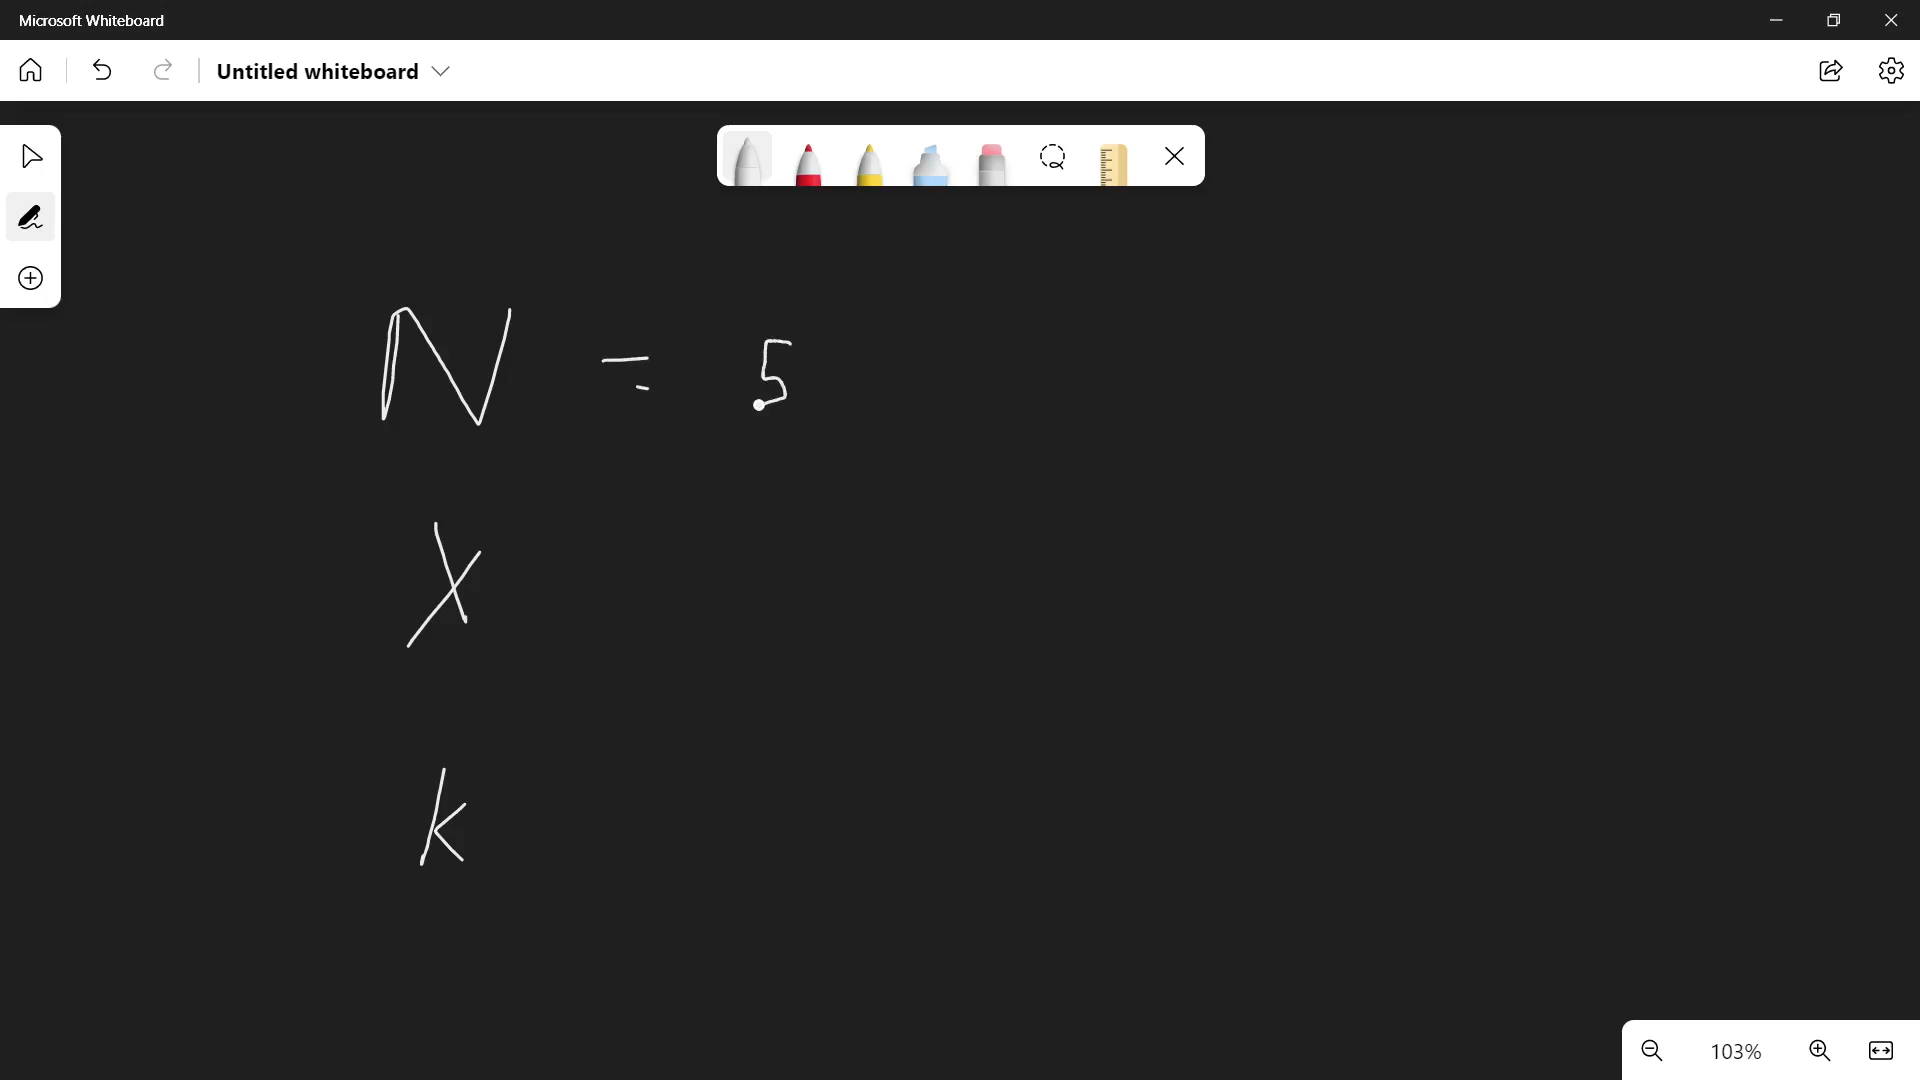 Microsoft Whiteboard
Untitled whiteboard
N = 5
X
K
103%